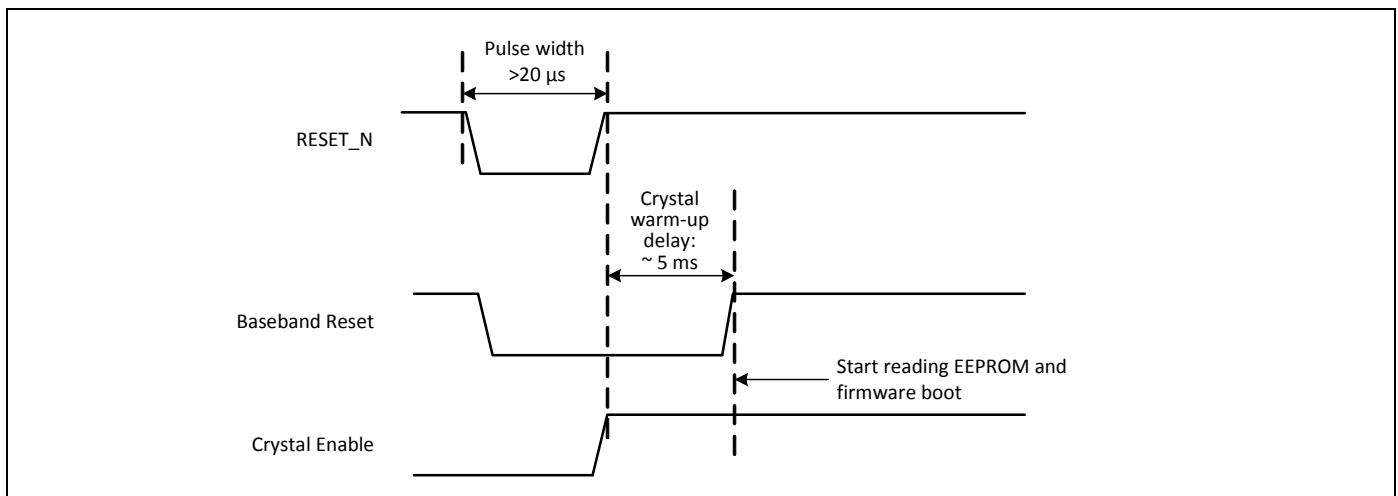 Pulse width
>20 µs
RESET_N
Crystal
warm-up
delay:
~ 5 ms
Baseband Reset
Start reading EEPROM and
firmware boot
Crystal Enable